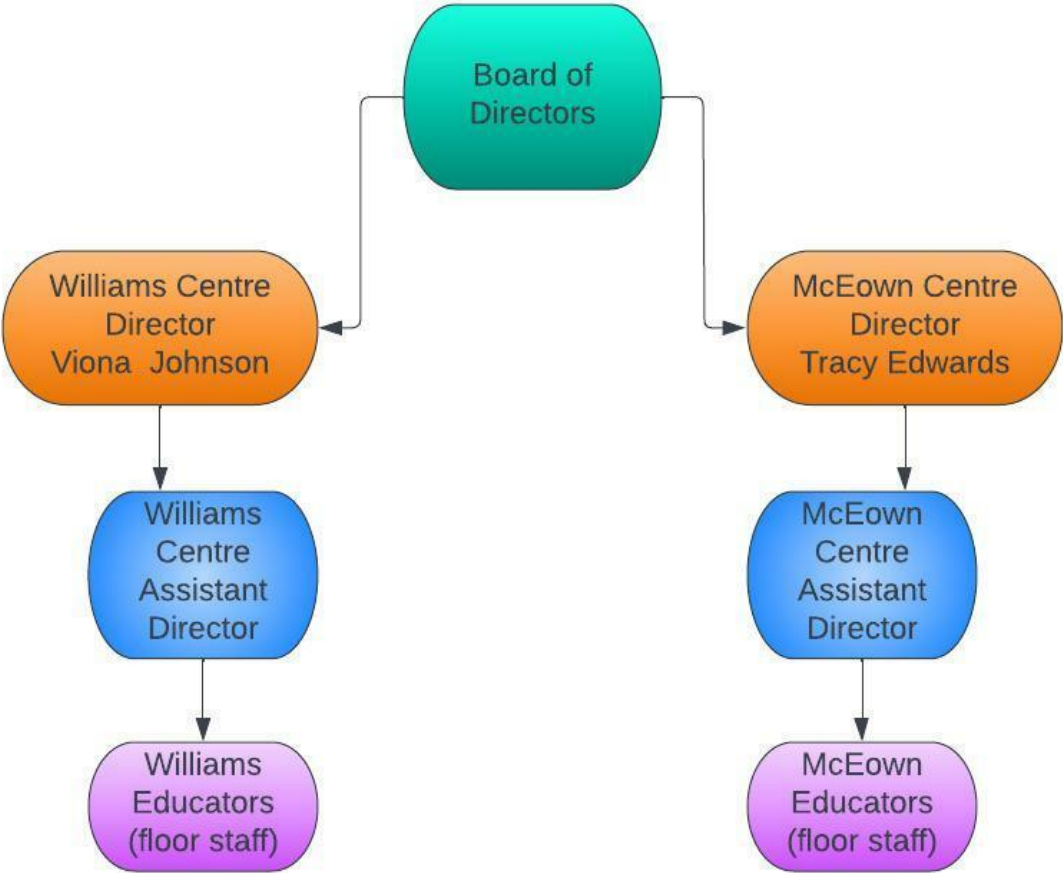 Board of
Directors
Williams Centre
Director
Viona Johnson
McEown Centre
Director
Tracy Edwards
Williams
Centre
Assistant
Director
McEown
Centre
Assistant
Director
Williams
Educators
(floor staff)
McEown
Educators
(floor staff)